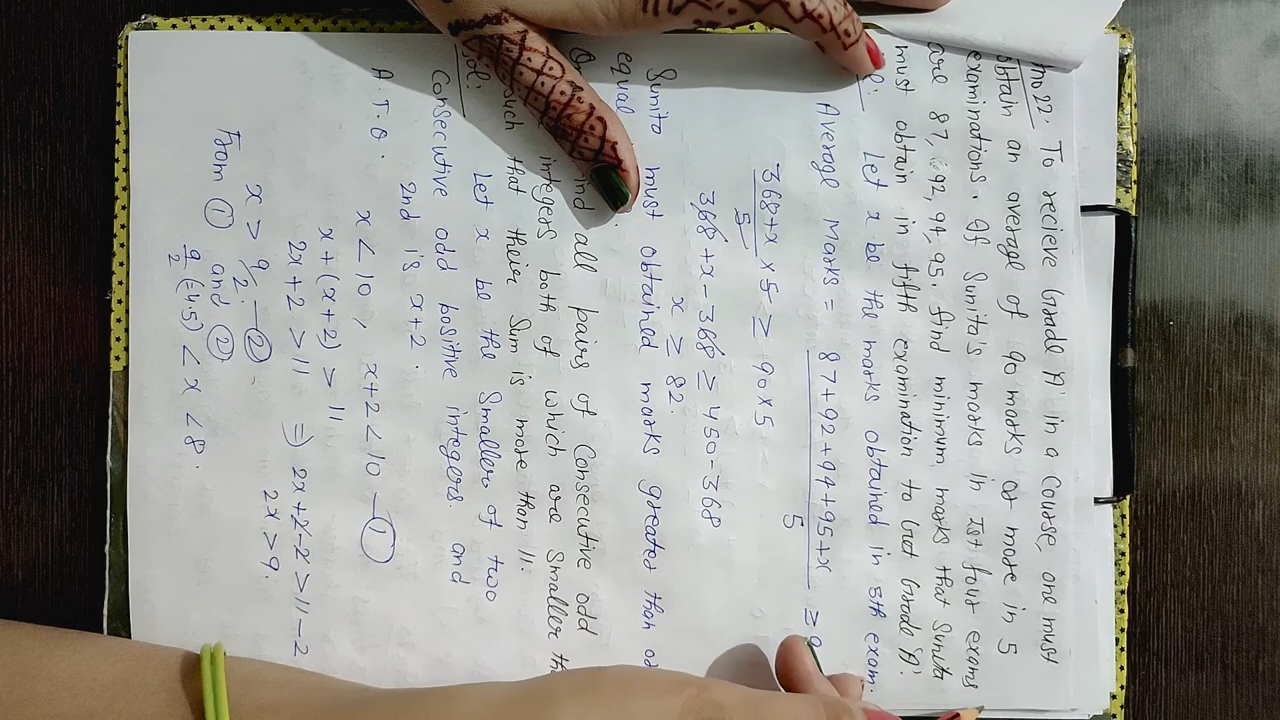 no 22: To recieve Grade 'A' in a Course, one must
obtain an average of 90 marks or more in 5
examinations. If Sunita's marks in Ist four exams
are 87, 92, 94, 95. find minimum marks that Sunita
must obtain in fifth examination to Get Grade 'A'.
Let x be the marks obtained in 5th exam.
Average Marks = 87+92+94+95+x / 5 ≥ 9
368+x / 5 × 5 ≥ 90×5
368 + x - 368 ≥ 450-368
x ≥ 82.
Sunita must obtained marks greater than or
equal
ind all pairs of Consecutive odd
integers both of which are Smaller th
such that their Sum is more than 11.
Sol: Let x be the Smaller of two
Consecutive odd positive integers. and
2nd is x+2.
A.T.Q.
x < 10 , x+2 < 10 — ①
x+(x+2) > 11
2x+2 > 11 ⇒ 2x+2-2 > 11-2
2x > 9.
x > 9/2. — ②
From ① and ②
9/2 (=4.5) < x < 8.